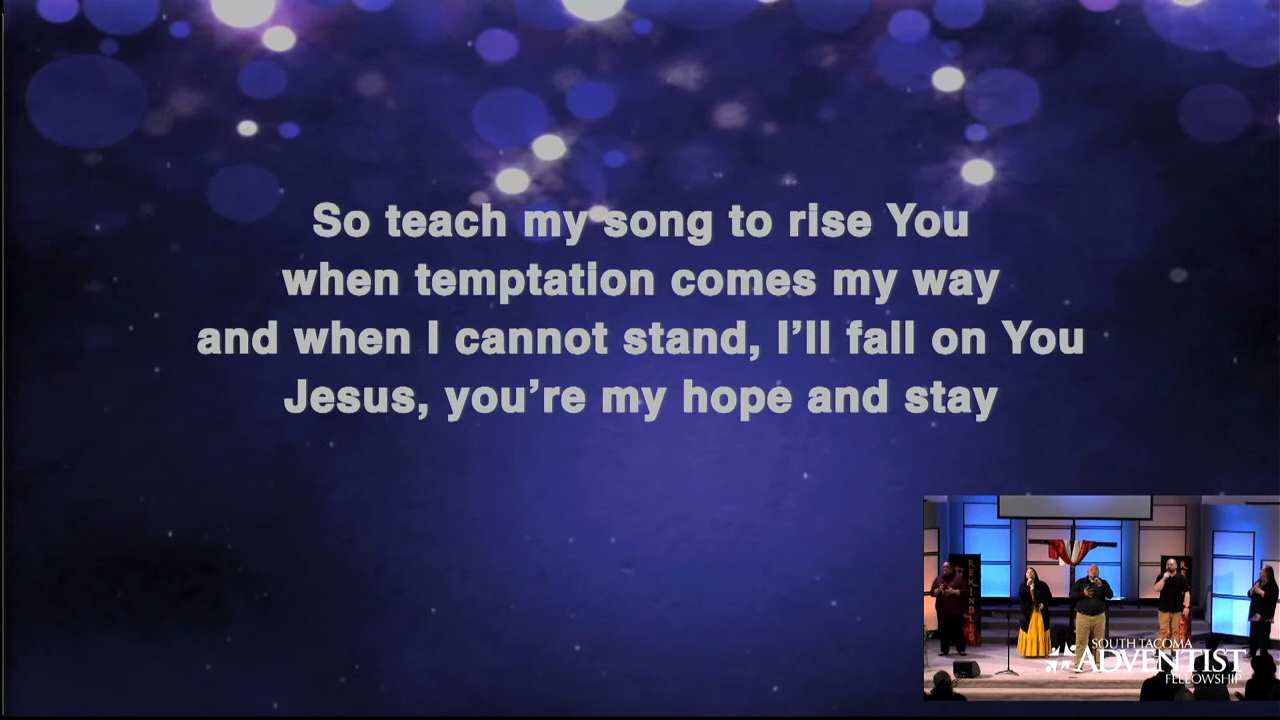 So teach my song to rise You
when temptation comes my way
and when I cannot stand, I’ll fall on You
Jesus, you’re my hope and stay
REKINDL
SOUTH TACOMA
ADVENTIST
FELLOWSHIP